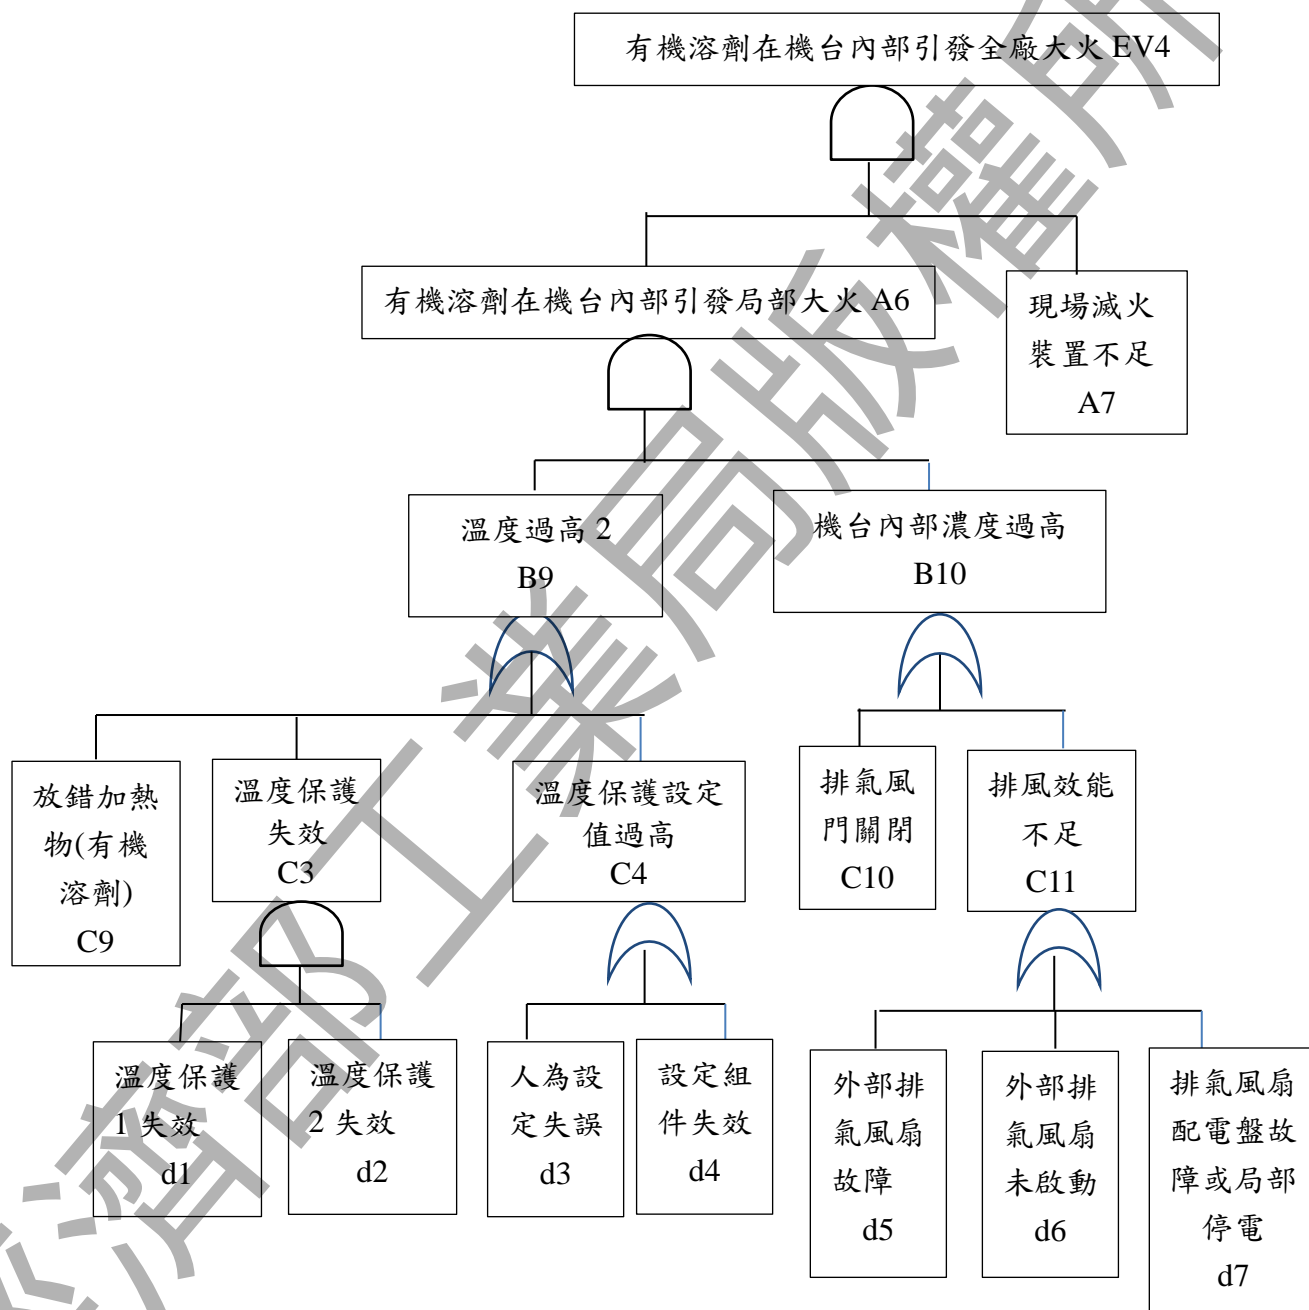 有機溶劑在機台內部引發全廠大火 EV4
有機溶劑在機台內部引發局部大火 A6
現場滅火
裝置不足
A7
溫度過高 2
B9
機台內部濃度過高
B10
放錯加熱
物(有機
溶劑)
C9
溫度保護
失效
C3
溫度保護設定
值過高
C4
排氣風
門關閉
C10
排風效能
不足
C11
溫度保護
1 失效
d1
溫度保護
2 失效
d2
人為設
定失誤
d3
設定組
件失效
d4
外部排
氣風扇
故障
d5
外部排
氣風扇
未啟動
d6
排氣風扇
配電盤故
障或局部
停電
d7
濟部工業局版權所